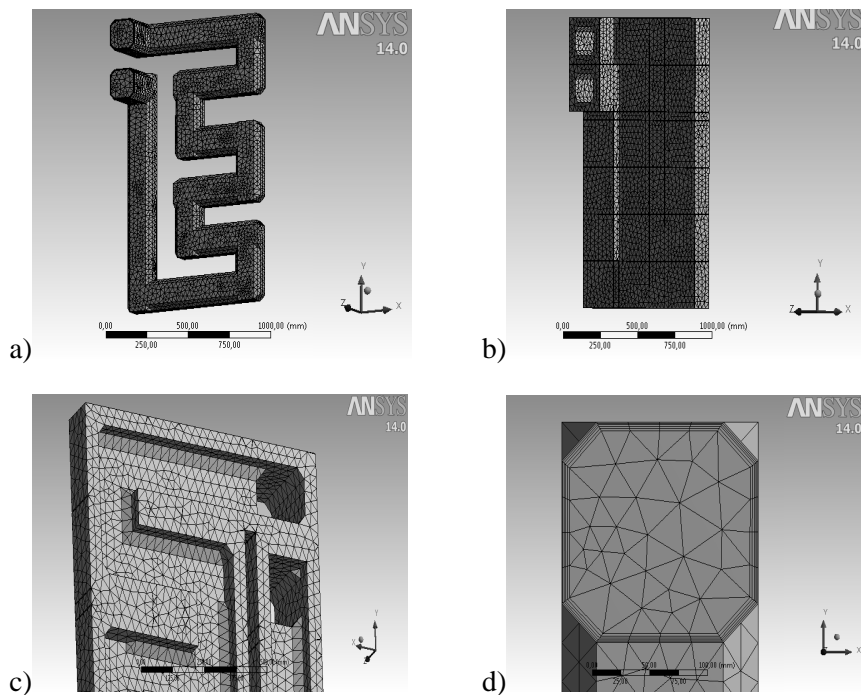 ANSYS
14.0
Y
Z X
0,00 500,00 1000,00 (mm)
250,00 750,00
a)
ANSYS
14.0
Y
Z X
0,00 500,00 1000,00 (mm)
250,00 750,00
b)
ANSYS
14.0
Y
X
Z
c)
ANSYS
14.0
Y
X
0,00 50,00 100,00 (mm)
25,00 75,00
d)